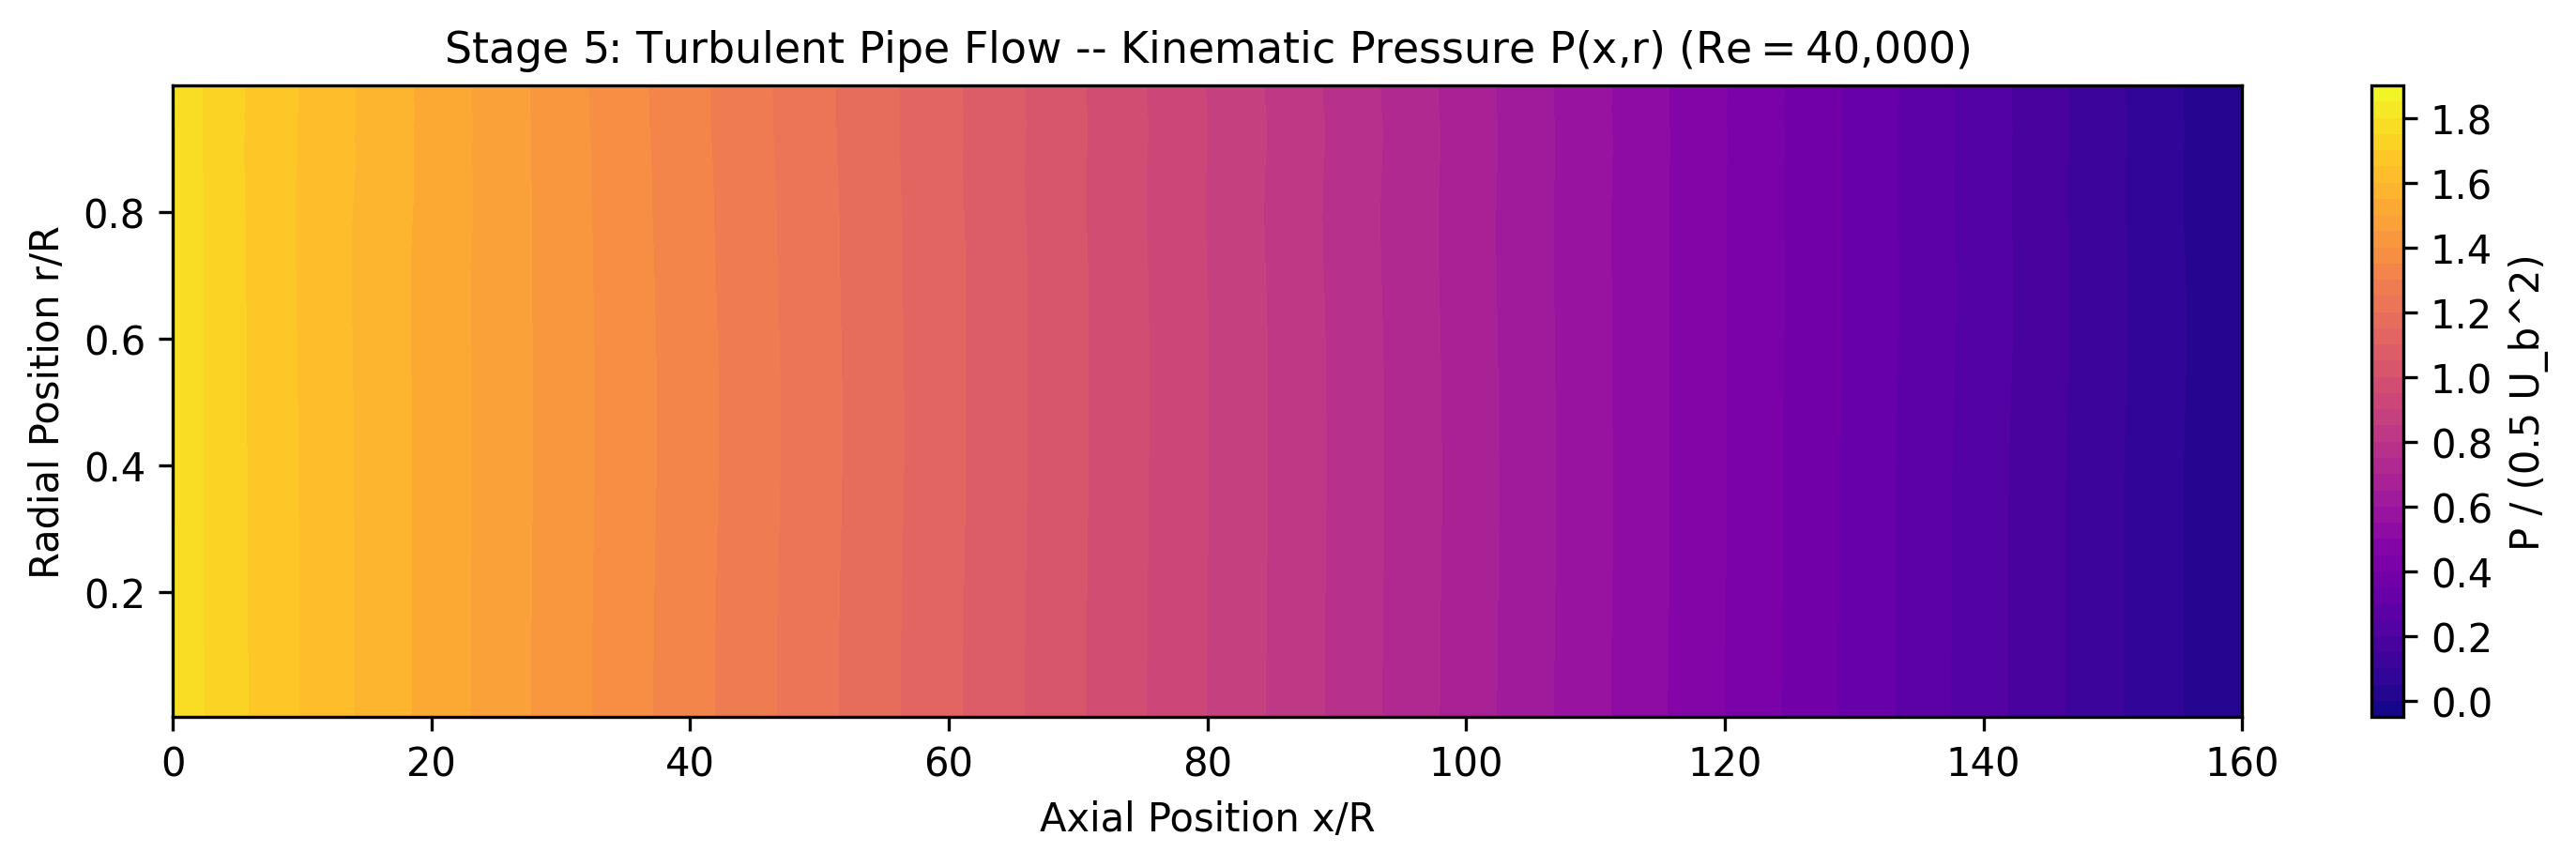 Stage 5: Turbulent Pipe Flow -- Kinematic Pressure P(x,r) (Re = 40,000)
Radial Position r/R
0.8
0.6
0.4
0.2
0 20 40 60 80 100 120 140 160
Axial Position x/R
1.8
1.6
1.4
1.2
1.0
0.8
0.6
0.4
0.2
0.0
P / (0.5 U_b^2)